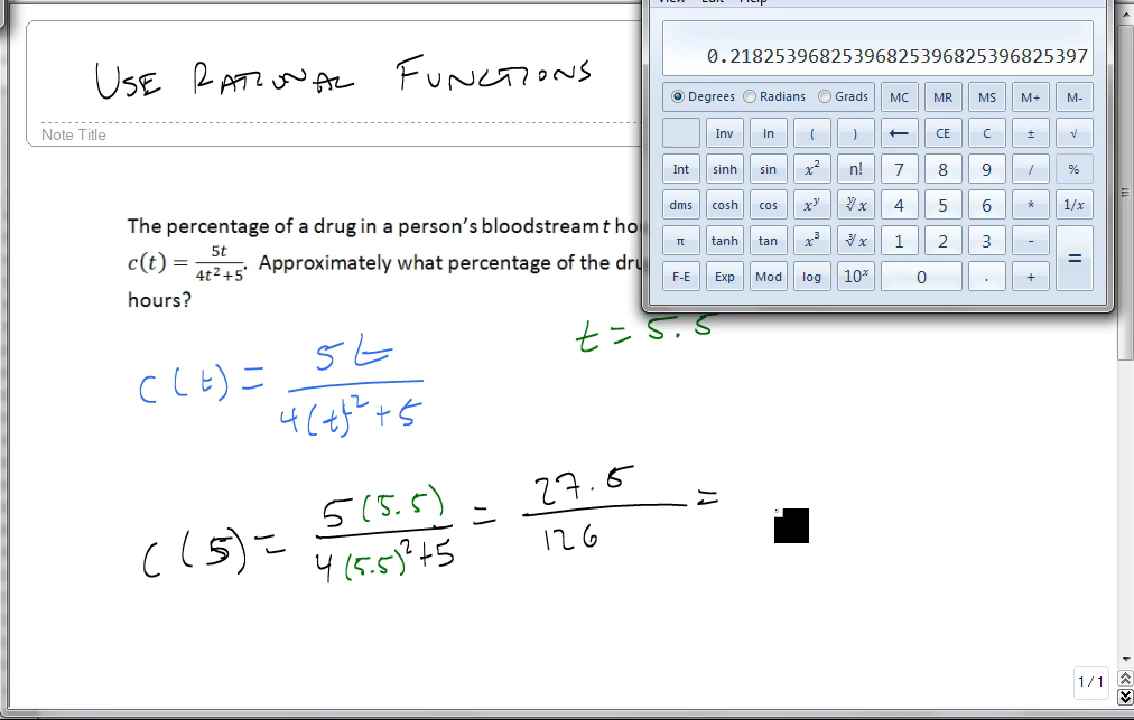 View Edit Help
0.21825396825396825396825396825397
Degrees Radians Grads MC MR MS M+ M-
Inv ln ( ) ← CE C ± √
Int sinh sin x² n! 7 8 9 / %
dms cosh cos xʸ ʸ√x 4 5 6 * 1/x
π tanh tan x³ ³√x 1 2 3 - =
F-E Exp Mod log 10ˣ 0 . +
USE RATIONAL FUNCTIONS
Note Title
The percentage of a drug in a person's bloodstream t
c(t) = 5t/(4t²+5). Approximately what percentage of the
hours?
t = 5.5
c(t) = 5t/(4(t)²+5)
c(5) = 5(5.5)/(4(5.5)²+5) = 27.5/126 =
1/1